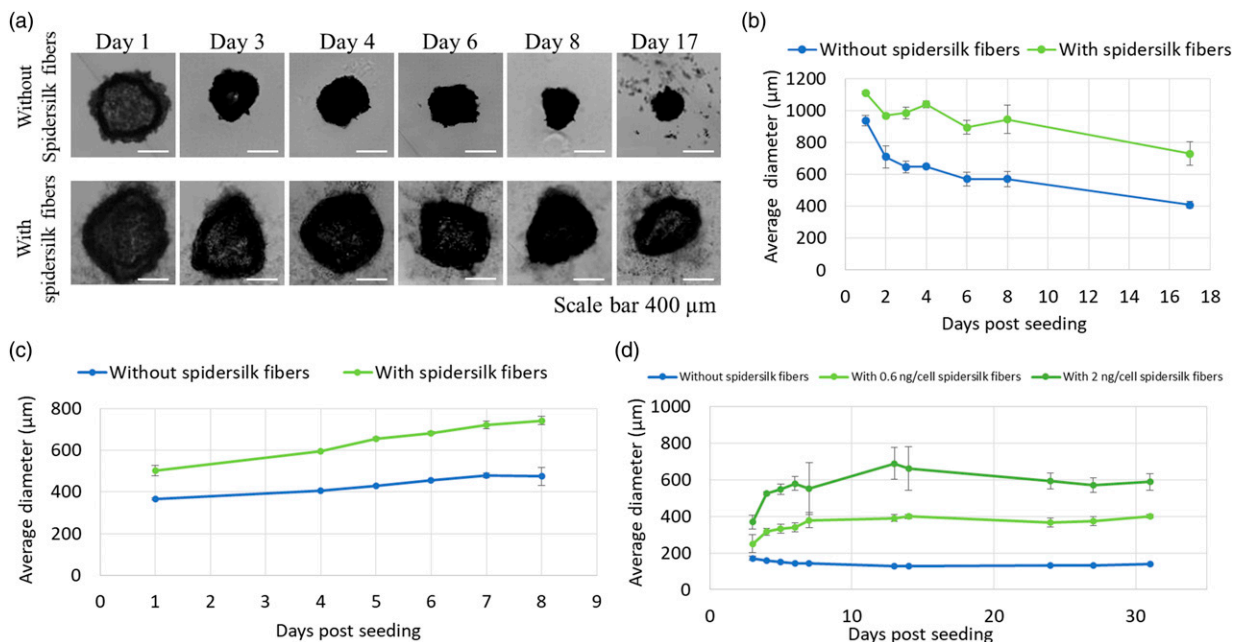 (a)
Day 1 Day 3 Day 4 Day 6 Day 8 Day 17
Without
Spidersilk fibers
With
spidersilk fibers
Scale bar 400 µm
(b)
Without spidersilk fibers With spidersilk fibers
Average diameter (µm)
1200
1000
800
600
400
200
0
0 2 4 6 8 10 12 14 16 18
Days post seeding
(c)
Without spidersilk fibers With spidersilk fibers
Average diameter (µm)
800
600
400
200
0
0 1 2 3 4 5 6 7 8 9
Days post seeding
(d)
Without spidersilk fibers With 0.6 ng/cell spidersilk fibers With 2 ng/cell spidersilk fibers
Average diameter (µm)
1000
800
600
400
200
0
0 10 20 30
Days post seeding